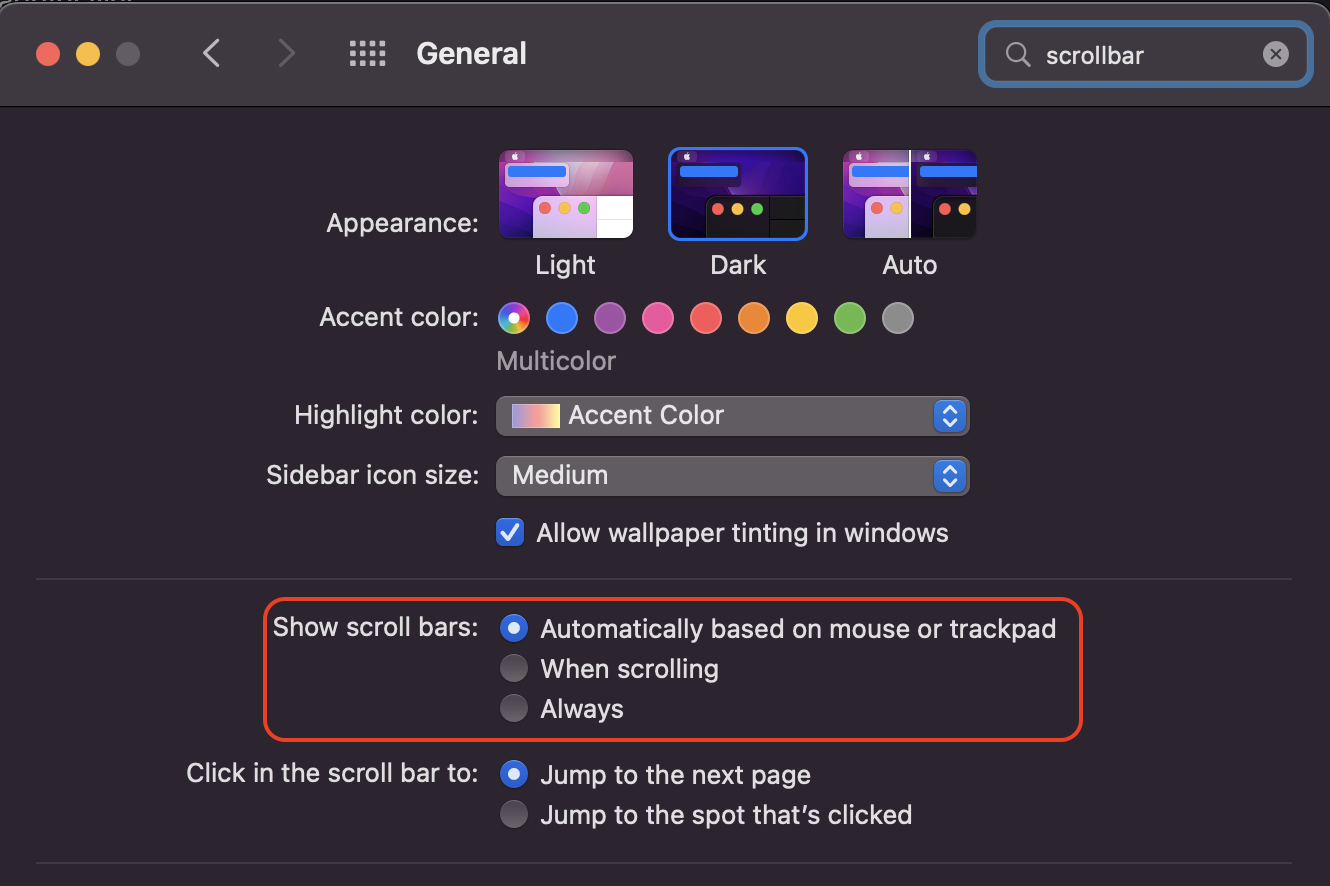 General
scrollbar
Appearance:
Light
Dark
Auto
Accent color:
Multicolor
Highlight color:
Accent Color
Sidebar icon size:
Medium
Allow wallpaper tinting in windows
Show scroll bars:
Automatically based on mouse or trackpad
When scrolling
Always
Click in the scroll bar to:
Jump to the next page
Jump to the spot that’s clicked